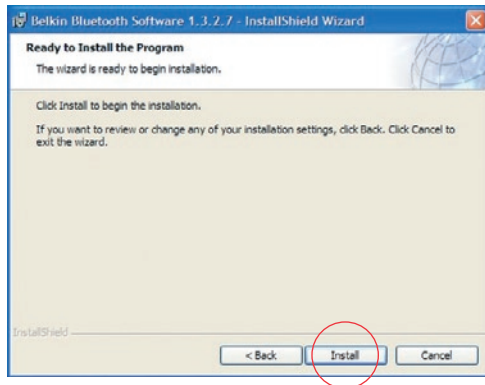 Belkin Bluetooth Software 1.3.2.7 - InstallShield Wizard
Ready to Install the Program
The wizard is ready to begin installation.
Click Install to begin the installation.
If you want to review or change any of your installation settings, click Back. Click Cancel to
exit the wizard.
InstallShield
< Back Install Cancel